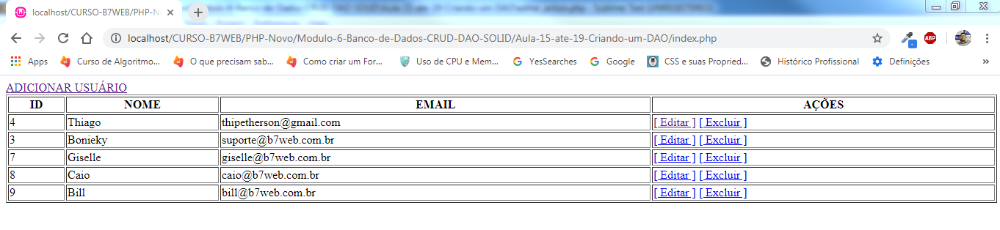 localhost/CURSO-B7WEB/PHP-N
localhost/CURSO-B7WEB/PHP-Novo/Modulo-6-Banco-de-Dados-CRUD-DAO-SOLID/Aula-15-ate-19-Criando-um-DAO/index.php
ABP
Apps Curso de Algoritmo... O que precisam sab... Como criar um For... Uso de CPU e Mem... YesSearches Google CSS e suas Propried... Histórico Profissional Definições »
ADICIONAR USUÁRIO
ID NOME EMAIL AÇÕES
4 Thiago thipetherson@gmail.com [ Editar ] [ Excluir ]
3 Bonieky suporte@b7web.com.br [ Editar ] [ Excluir ]
7 Giselle giselle@b7web.com.br [ Editar ] [ Excluir ]
8 Caio caio@b7web.com.br [ Editar ] [ Excluir ]
9 Bill bill@b7web.com.br [ Editar ] [ Excluir ]